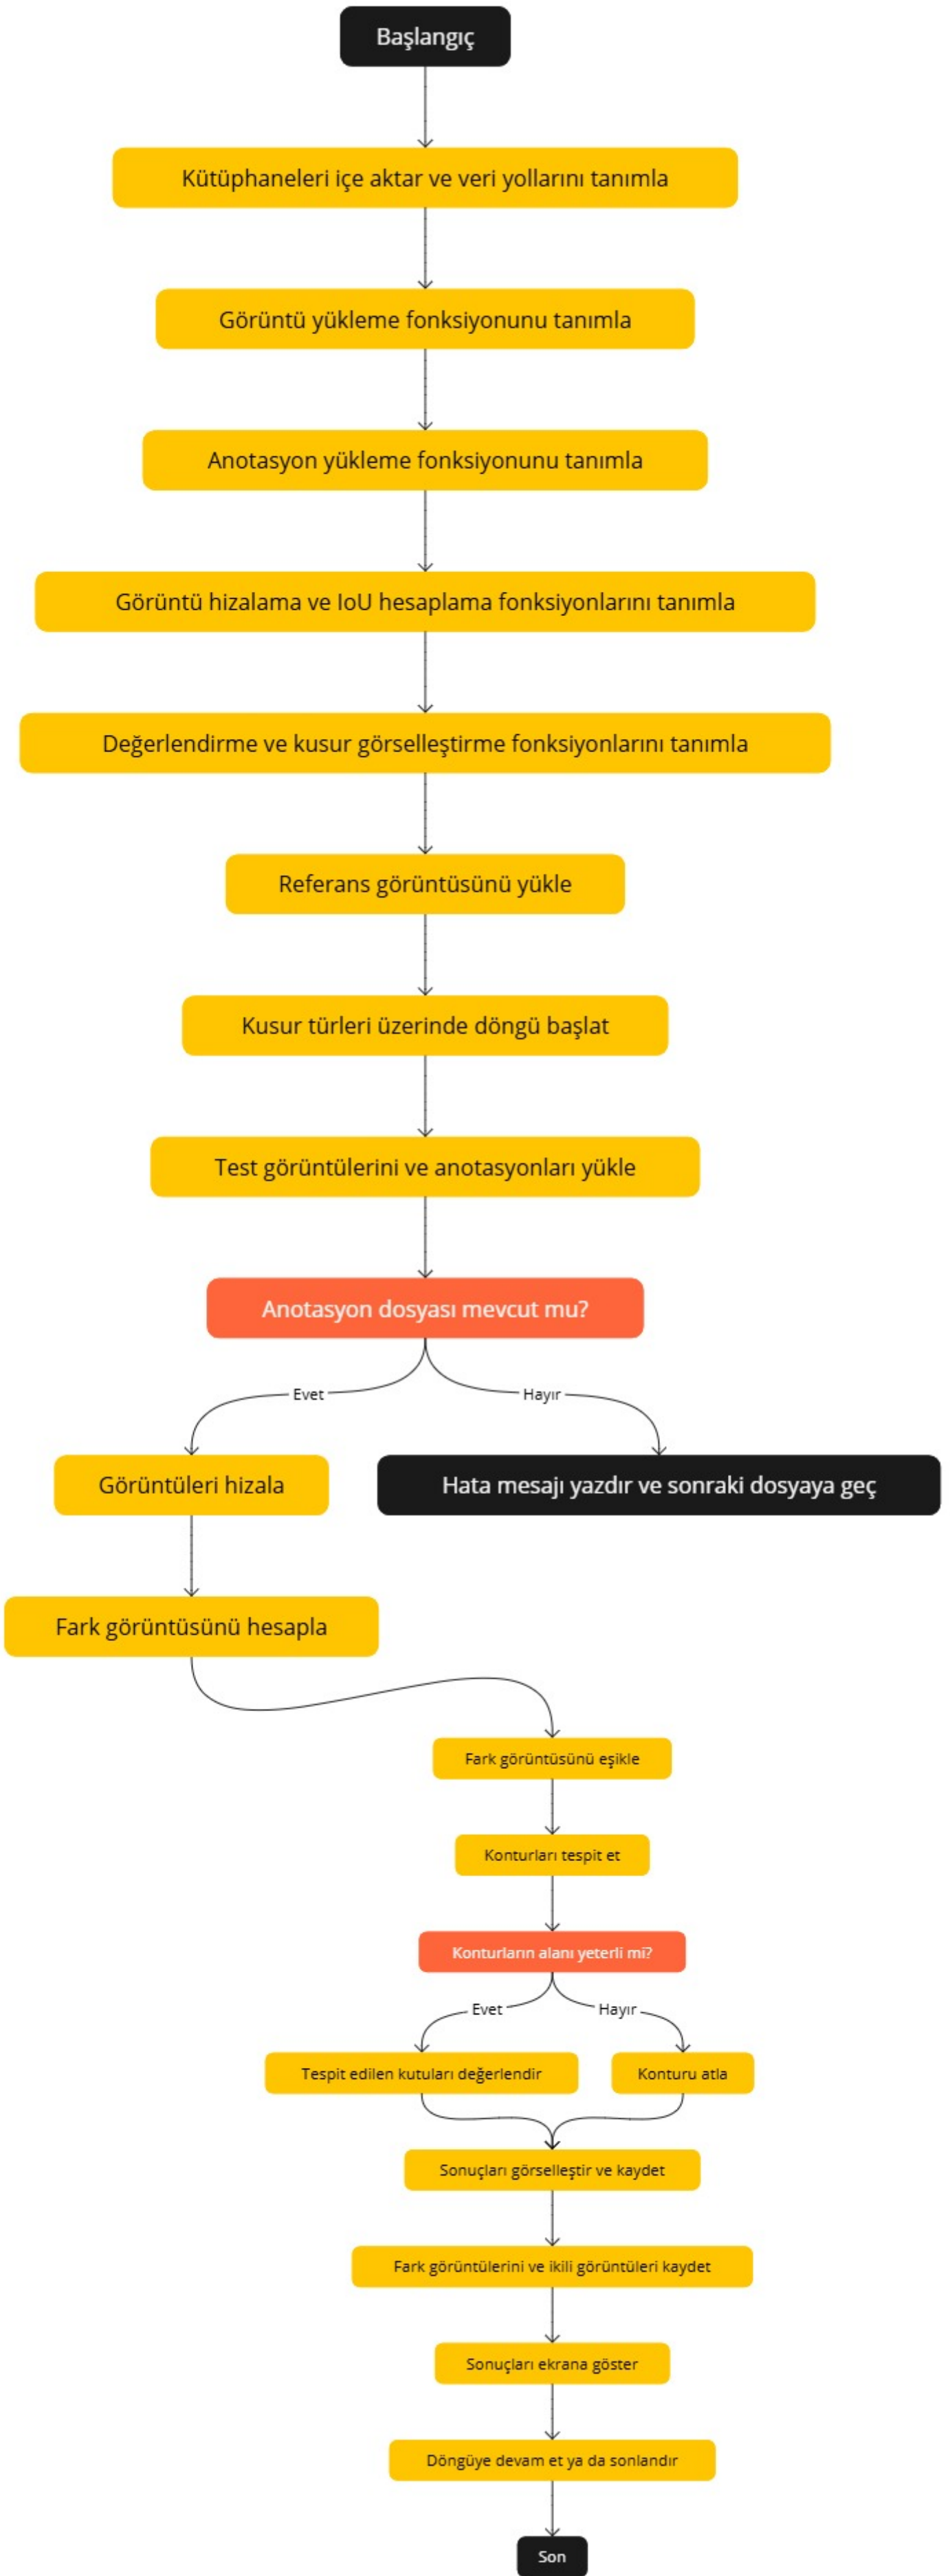 Başlangıç
Kütüphaneleri içe aktar ve veri yollarını tanımla
Görüntü yükleme fonksiyonunu tanımla
Anotasyon yükleme fonksiyonunu tanımla
Görüntü hizalama ve IoU hesaplama fonksiyonlarını tanımla
Değerlendirme ve kusur görselleştirme fonksiyonlarını tanımla
Referans görüntüsünü yükle
Kusur türleri üzerinde döngü başlat
Test görüntülerini ve anotasyonları yükle
Anotasyon dosyası mevcut mu?
Evet
Hayır
Görüntüleri hizala
Hata mesajı yazdır ve sonraki dosyaya geç
Fark görüntüsünü hesapla
Fark görüntüsünü eşikle
Konturları tespit et
Konturların alanı yeterli mi?
Evet
Hayır
Tespit edilen kutuları değerlendir
Konturu atla
Sonuçları görselleştir ve kaydet
Fark görüntülerini ve ikili görüntüleri kaydet
Sonuçları ekrana göster
Döngüye devam et ya da sonlandır
Son